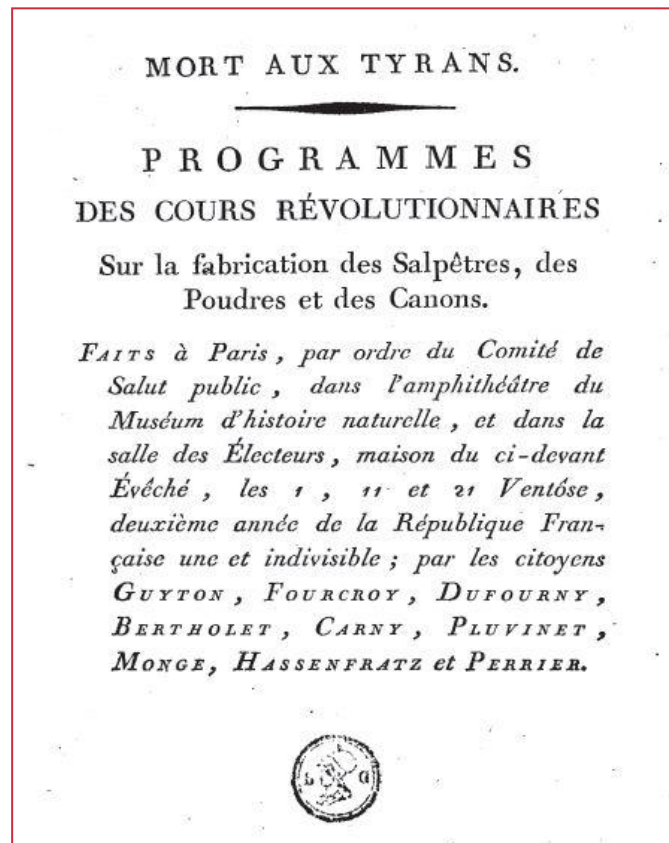 MORT AUX TYRANS.
PROGRAMMES
DES COURS RÉVOLUTIONNAIRES
Sur la fabrication des Salpêtres, des
Poudres et des Canons.
FAITS à Paris, par ordre du Comité de
Salut public, dans l'amphithéâtre du
Muséum d'histoire naturelle, et dans la
salle des Électeurs, maison du ci-devant
Évêché, les 1, 11 et 21 Ventôse,
deuxième année de la République Fran-
çaise une et indivisible; par les citoyens
GUYTON, FOURCROY, DUFOURNY,
BERTHOLET, CARNY, PLUVINET,
MONGE, HASSENFRATZ et PERRIER.